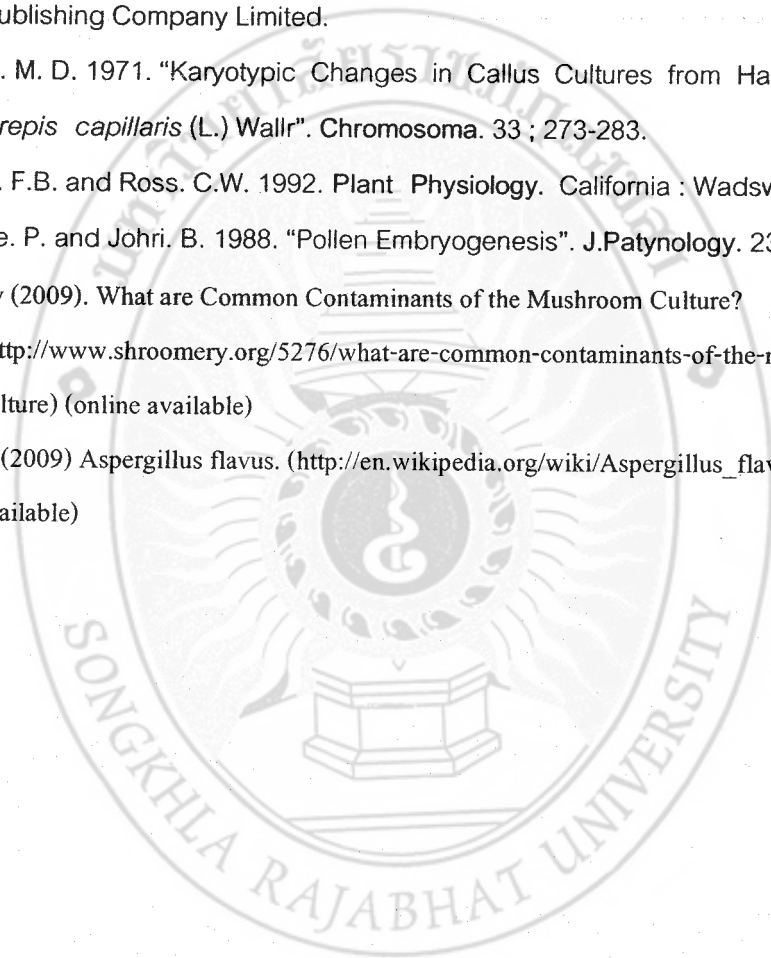 ublishing Company Limited.
. M. D. 1971. “Karyotypic Changes in Callus Cultures from Ha
repis capillaris (L.) Wallr". Chromosoma. 33 ; 273-283.
. F.B. and Ross. C.W. 1992. Plant Physiology. California : Wadsw
e. P. and Johri. B. 1988. “Pollen Embryogenesis”. J.Patynology. 23
(2009). What are Common Contaminants of the Mushroom Culture?
ttp://www.shroomery.org/5276/what-are-common-contaminants-of-the-r
lture) (online available)
(2009) Aspergillus flavus. (http://en.wikipedia.org/wiki/Aspergillus_flav
ailable)
SONGKHLA RAJABHAT UNIVERSITY